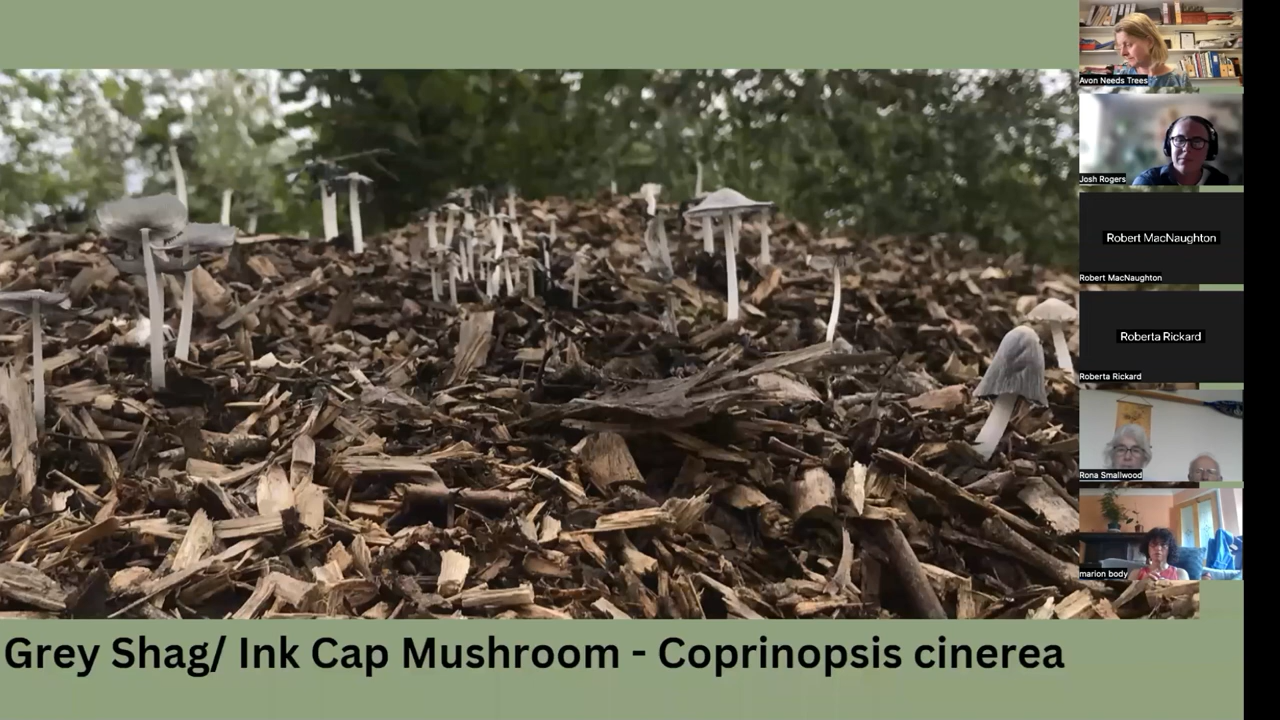 Avon Needs Trees
Josh Rogers
Robert MacNaughton
Robert MacNaughton
Roberta Rickard
Roberta Rickard
Rona Smallwood
marion body
Grey Shag/ Ink Cap Mushroom - Coprinopsis cinerea